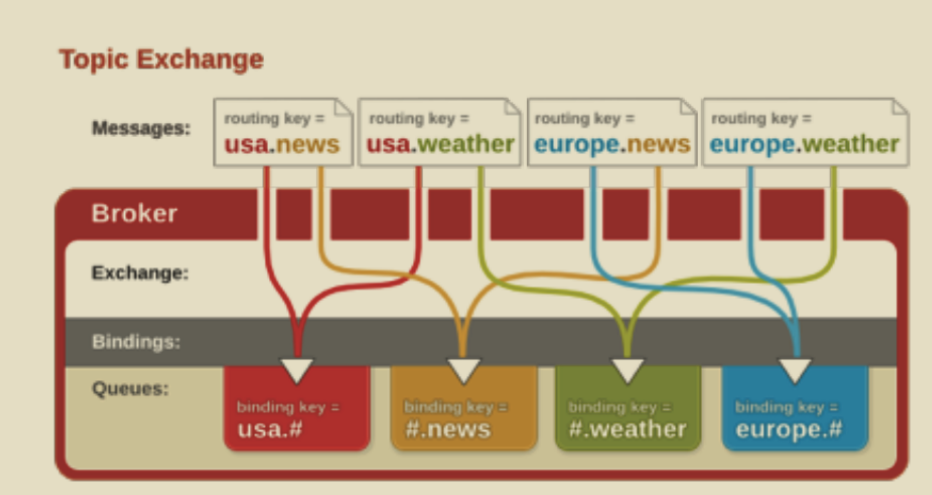 Topic Exchange
Messages:
routing key =
usa.news
routing key =
usa.weather
routing key =
europe.news
routing key =
europe.weather
Broker
Exchange:
Bindings:
Queues:
binding key =
usa.#
binding key =
#.news
binding key =
#.weather
binding key =
europe.#